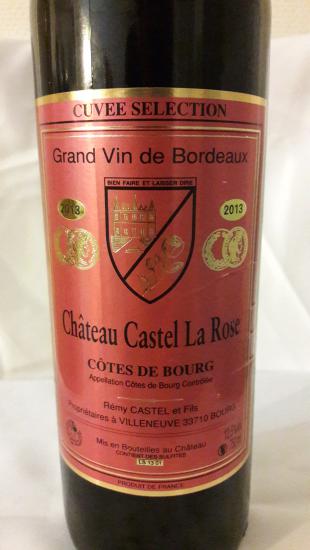 CUVEE SELECTION
Grand Vin de Bordeaux
BIEN FAIRE ET LAISSER DIRE
2013
2013
Château Castel La Rose
CÔTES DE BOURG
Appellation Côtes de Bourg Contrôlée
Rémy CASTEL et Fils
Propriétaires à VILLENEUVE 33710 BOURG
Mis en Bouteilles au Château
CONTIENT DES SULFITES
PRODUIT DE FRANCE